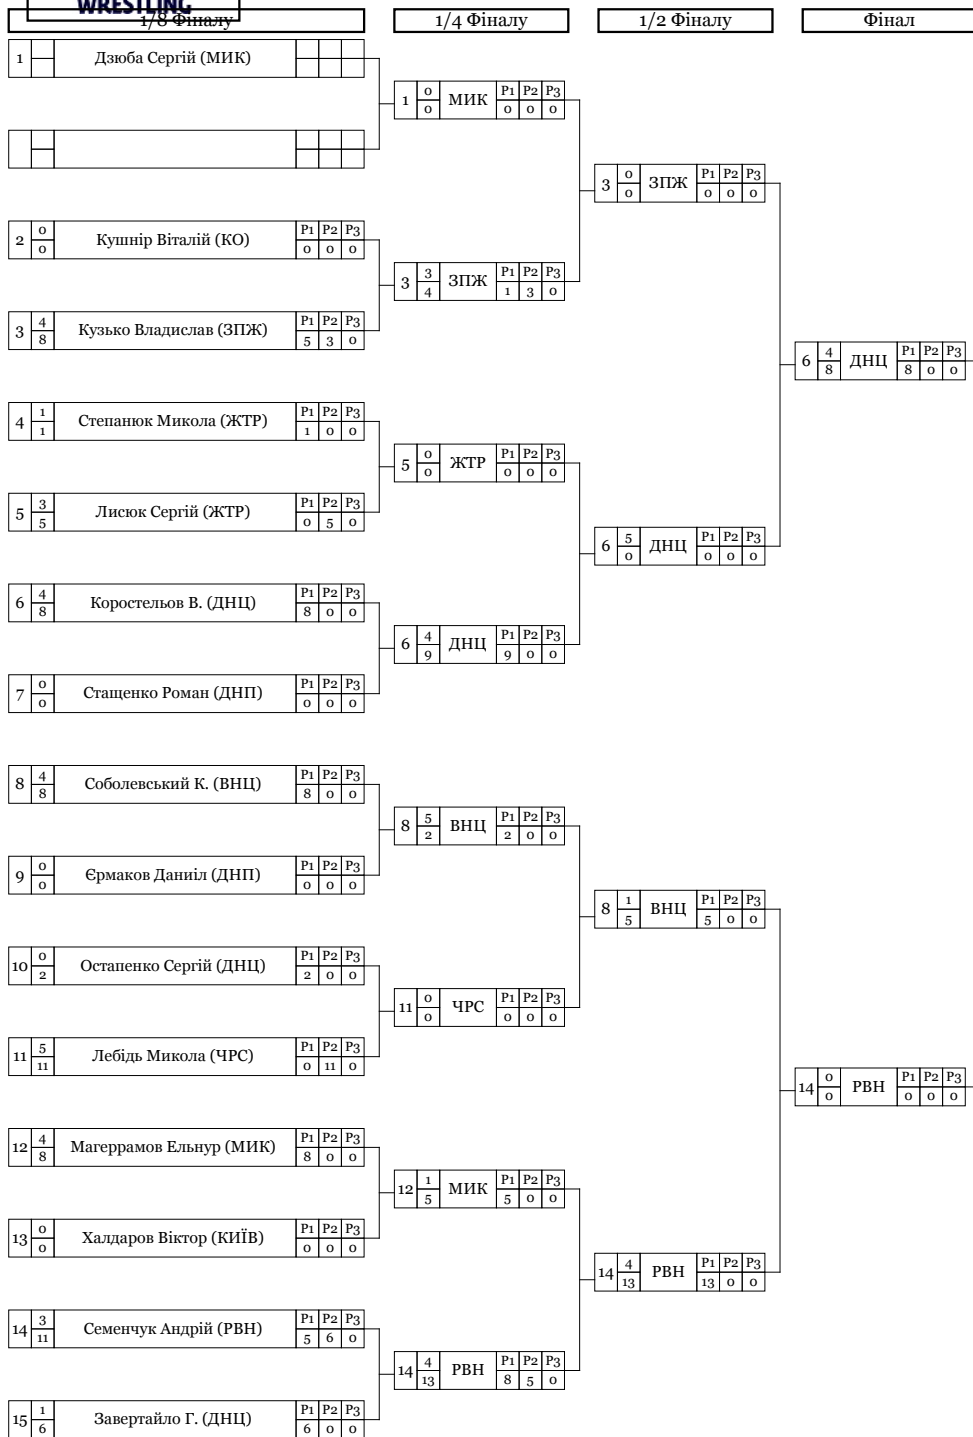 WRESTLING
1/8 Фіналу 1/4 Фіналу 1/2 Фіналу Фінал
1 Дзюба Сергій (МИК)
1 0 0 МИК P1 P2 P3 0 0 0
3 0 0 ЗПЖ P1 P2 P3 0 0 0
2 0 0 Кушнір Віталій (КО) P1 P2 P3 0 0 0
3 3 4 ЗПЖ P1 P2 P3 1 3 0
3 4 8 Кузько Владислав (ЗПЖ) P1 P2 P3 5 3 0
6 4 8 ДНЦ P1 P2 P3 8 0 0
4 1 1 Степанюк Микола (ЖТР) P1 P2 P3 1 0 0
5 0 0 ЖТР P1 P2 P3 0 0 0
5 3 5 Лисюк Сергій (ЖТР) P1 P2 P3 0 5 0
6 5 0 ДНЦ P1 P2 P3 0 0 0
6 4 8 Коростельов В. (ДНЦ) P1 P2 P3 8 0 0
6 4 9 ДНЦ P1 P2 P3 9 0 0
7 0 0 Стащенко Роман (ДНП) P1 P2 P3 0 0 0
8 4 8 Соболевський К. (ВНЦ) P1 P2 P3 8 0 0
8 5 2 ВНЦ P1 P2 P3 2 0 0
9 0 0 Єрмаков Даниіл (ДНП) P1 P2 P3 0 0 0
8 1 5 ВНЦ P1 P2 P3 5 0 0
10 0 2 Остапенко Сергій (ДНЦ) P1 P2 P3 2 0 0
11 0 0 ЧРС P1 P2 P3 0 0 0
11 5 11 Лебідь Микола (ЧРС) P1 P2 P3 0 11 0
14 0 0 РВН P1 P2 P3 0 0 0
12 4 8 Магеррамов Ельнур (МИК) P1 P2 P3 8 0 0
12 1 5 МИК P1 P2 P3 5 0 0
13 0 0 Халдаров Віктор (КИЇВ) P1 P2 P3 0 0 0
14 4 13 РВН P1 P2 P3 13 0 0
14 3 11 Семенчук Андрій (РВН) P1 P2 P3 5 6 0
14 4 13 РВН P1 P2 P3 8 5 0
15 1 6 Завертайло Г. (ДНЦ) P1 P2 P3 6 0 0